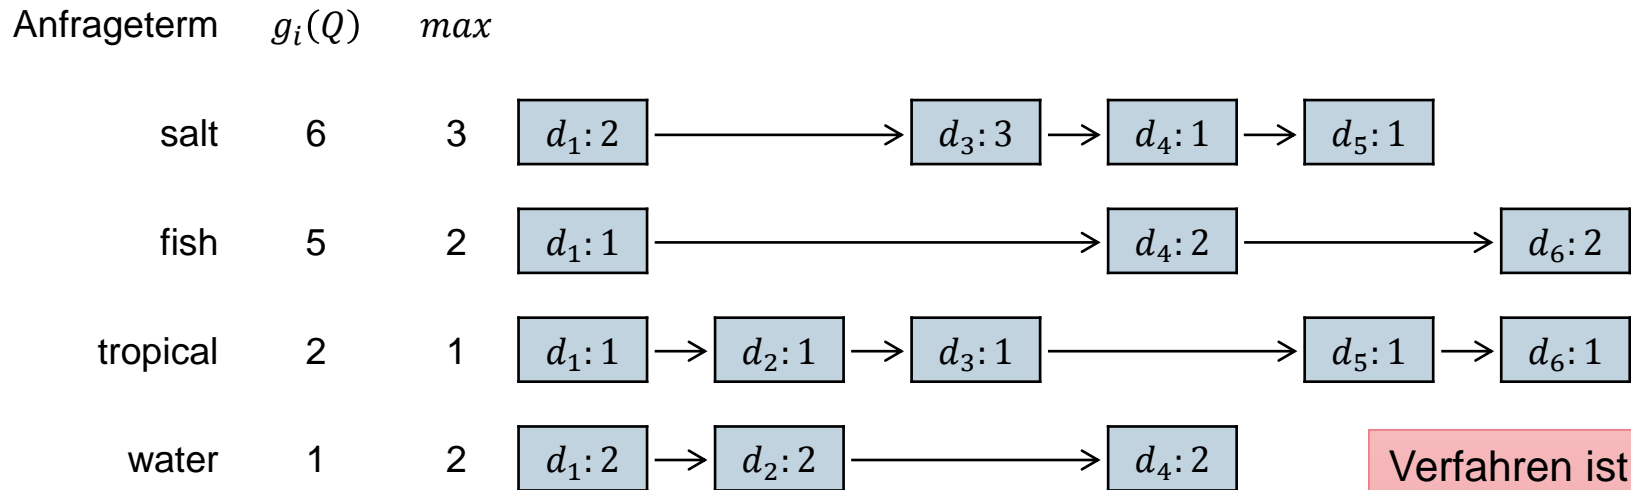 Anfrageterm g_i(Q) max
salt 6 3 d_1: 2 d_3: 3 d_4: 1 d_5: 1
fish 5 2 d_1: 1 d_4: 2 d_6: 2
tropical 2 1 d_1: 1 d_2: 1 d_3: 1 d_5: 1 d_6: 1
water 1 2 d_1: 2 d_2: 2 d_4: 2
Verfahren ist